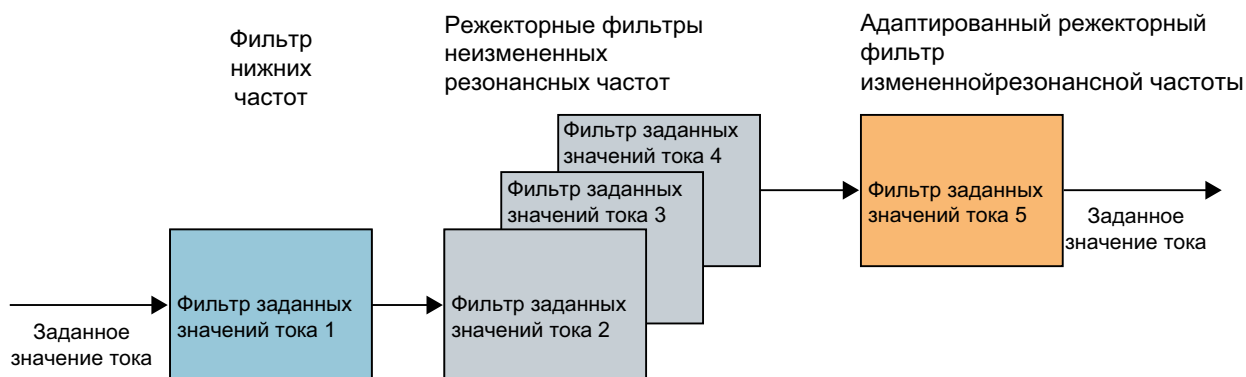 Фильтр
нижних
частот
Режекторные фильтры
неизмененных
резонансных частот
Адаптированный режекторный
фильтр
измененнойрезонансной частоты
Фильтр заданных
значений тока 4
Фильтр заданных
значений тока 3
Фильтр заданных
значений тока 5
Заданное
значение тока
Фильтр заданных
значений тока 1
Фильтр заданных
значений тока 2
Заданное
значение тока